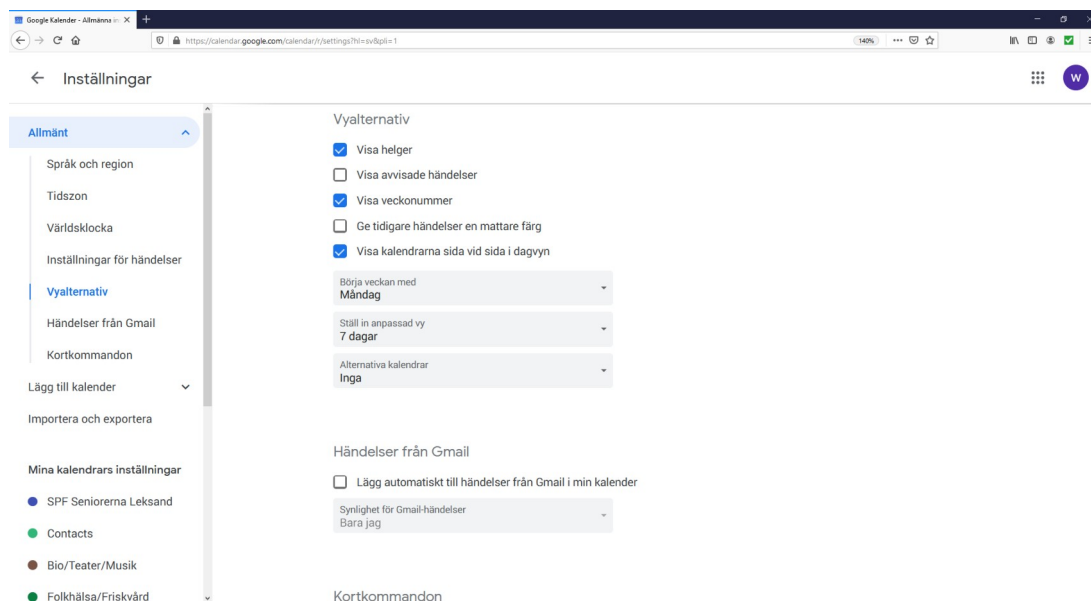 Google Kalender - Allmänna in
https://calendar.google.com/calendar/r/settings?hl=sv&pli=1
140%
Inställningar
W
Allmänt
Språk och region
Tidszon
Världsklocka
Inställningar för händelser
Vyalternativ
Händelser från Gmail
Kortkommandon
Lägg till kalender
Importera och exportera
Mina kalendrars inställningar
SPF Seniorerna Leksand
Contacts
Bio/Teater/Musik
Folkhälsa/Friskvård
Vyalternativ
Visa helger
Visa avvisade händelser
Visa veckonummer
Ge tidigare händelser en mattare färg
Visa kalendrarna sida vid sida i dagvyn
Börja veckan med
Måndag
Ställ in anpassad vy
7 dagar
Alternativa kalendrar
Inga
Händelser från Gmail
Lägg automatiskt till händelser från Gmail i min kalender
Synlighet för Gmail-händelser
Bara jag
Kortkommandon